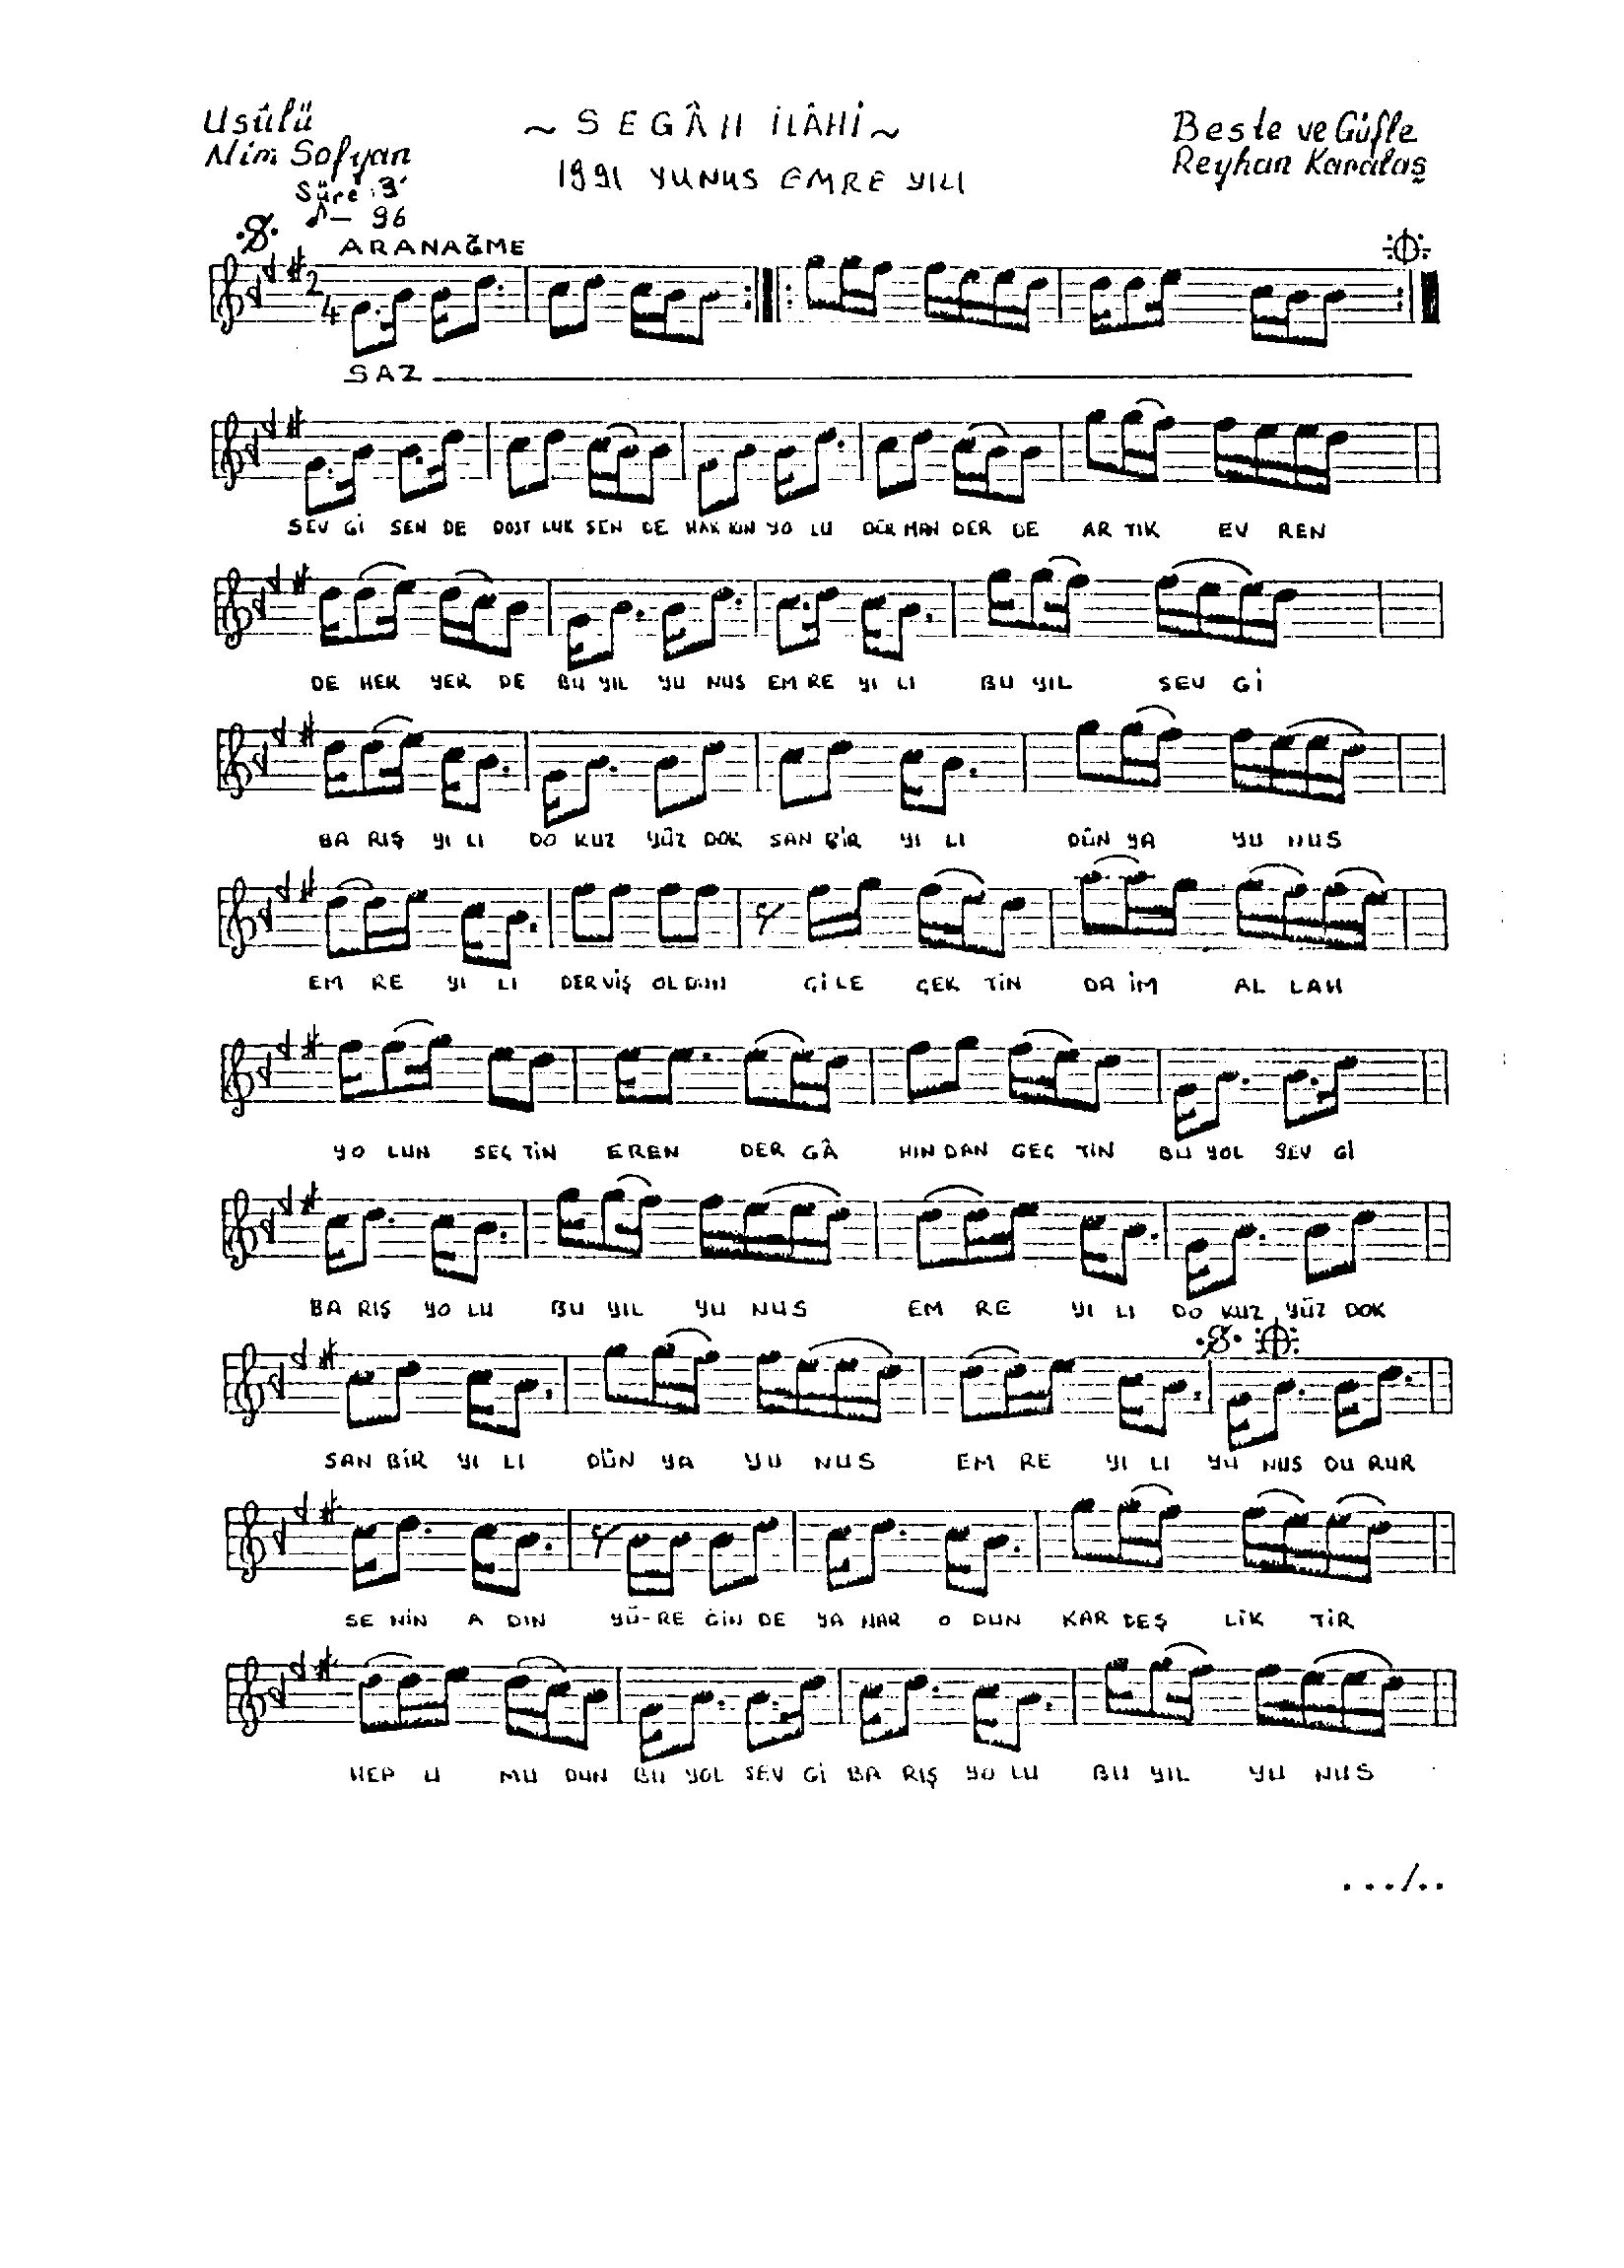 Usûlü
Nim Sofyan
Süre : 3'
♪ — 96
~ SEGÂH İLÂHİ ~
1991 YUNUS EMRE YILI
Beste ve Güfte
Reyhan Karalaş
ARANAĞME
2
4
SAZ
SEV Gİ SEN DE DOST LUK SEN DE HAK KIN YO LU DER MAN DER DE AR TIK EV REN
DE HER YER DE BU YIL YU NUS EM RE YI LI BU YIL SEV Gİ
BA RIŞ YI LI DO KUZ YÜZ DOK SAN BİR YI LI DÜN YA YU NUS
EM RE YI LI DER VİŞ OL DUN Çİ LE ÇEK TİN DA İM AL LAH
YO LUN SEÇ TİN EREN DER GÂ HIN DAN GEÇ TİN BU YOL SEV Gİ
BA RIŞ YO LU BU YIL YU NUS EM RE YI LI DO KUZ YÜZ DOK
SAN BİR YI LI DÜN YA YU NUS EM RE YI LI YU NUS DU RUR
SE NİN A DIN YÜ-RE ĞİN DE YA NAR O DUN KAR DEŞ LİK TİR
HEP U MU DUN BU YOL SEV Gİ BA RIŞ YO LU BU YIL YU NUS
.../..